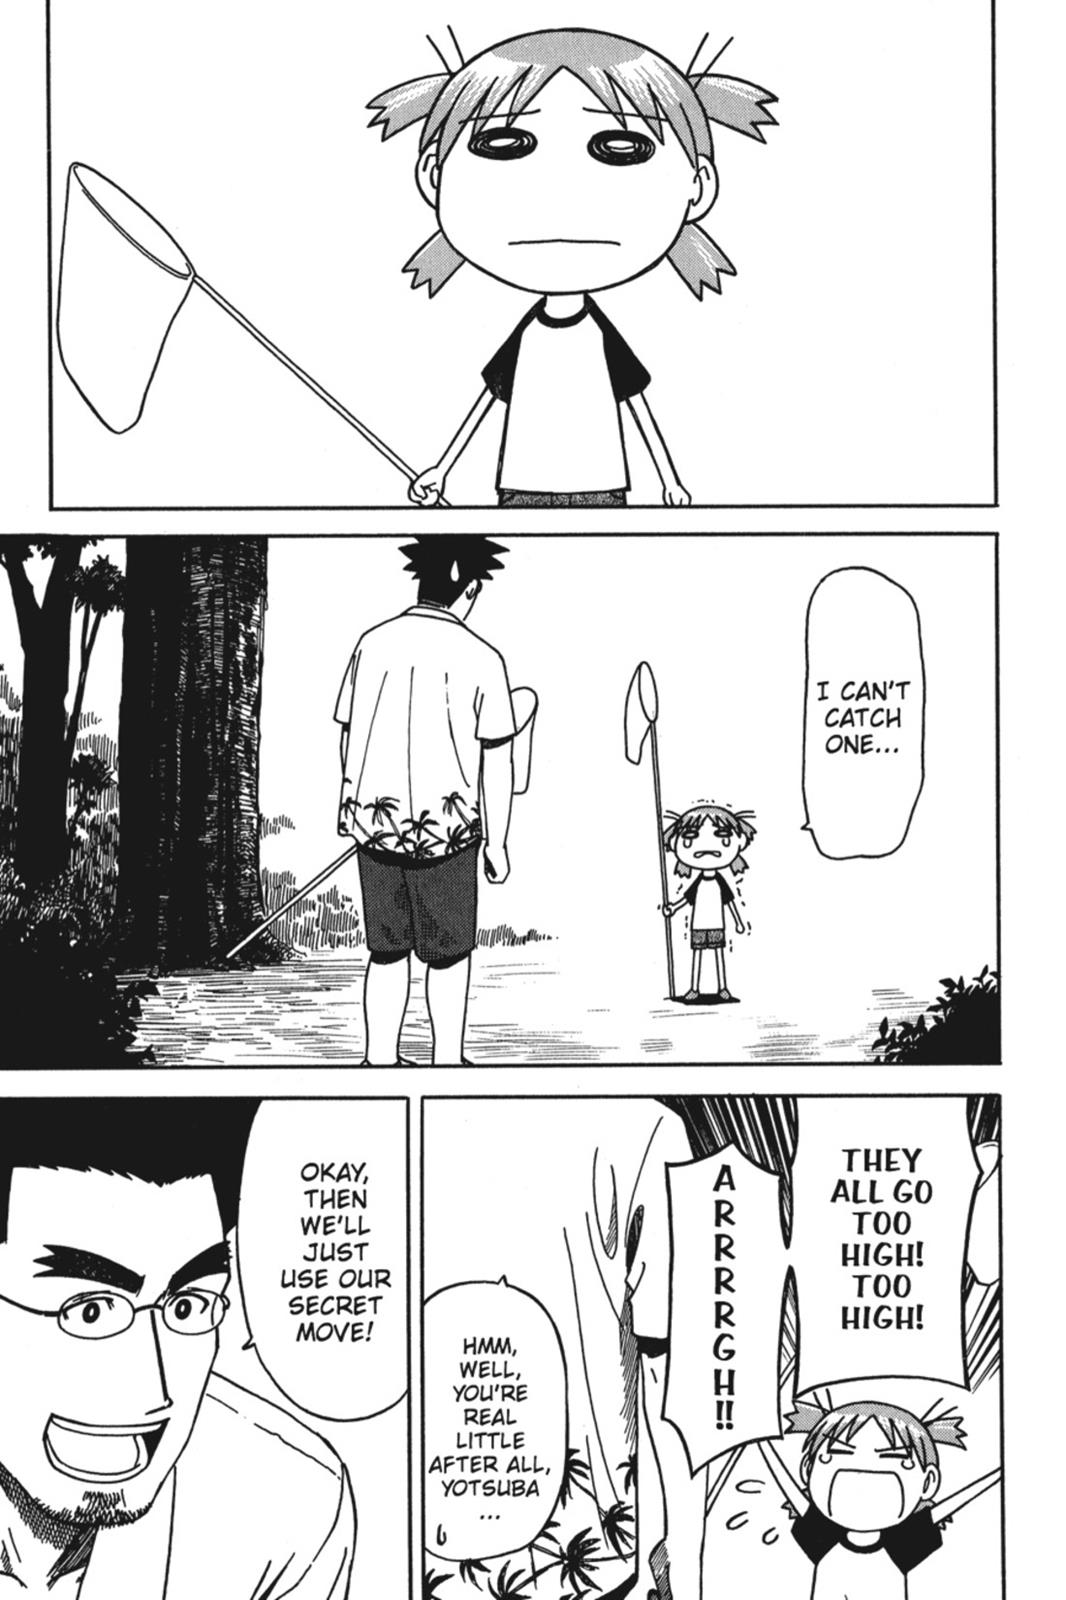 I CAN'T
CATCH
ONE...
THEY
ALL GO
TOO
HIGH!
TOO
HIGH!
ARRRRGH!!
HMM,
WELL,
YOU'RE
REAL
LITTLE
AFTER ALL,
YOTSUBA
...
OKAY,
THEN
WE'LL
JUST
USE OUR
SECRET
MOVE!